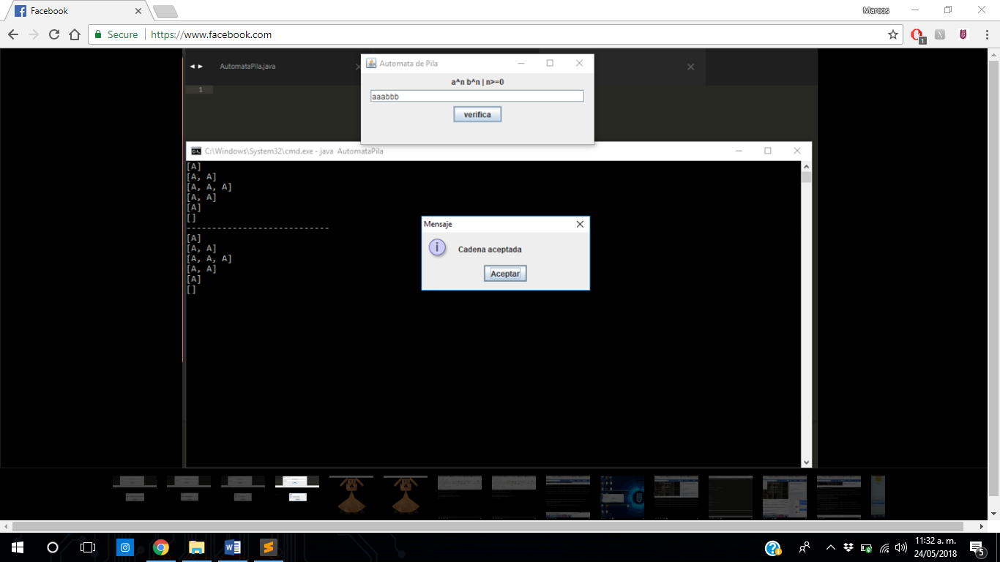 Facebook
Marcos
Secure
https://www.facebook.com
1
AutomataPila.java
1
Automata de Pila
a^n b^n | n>=0
aaabbb
verifica
C:\Windows\System32\cmd.exe - java AutomataPila
[A]
[A, A]
[A, A, A]
[A, A]
[A]
[]
----------------------------
[A]
[A, A]
[A, A, A]
[A, A]
[A]
[]
Mensaje
Cadena aceptada
Aceptar
11:32 a. m.
24/05/2018
5